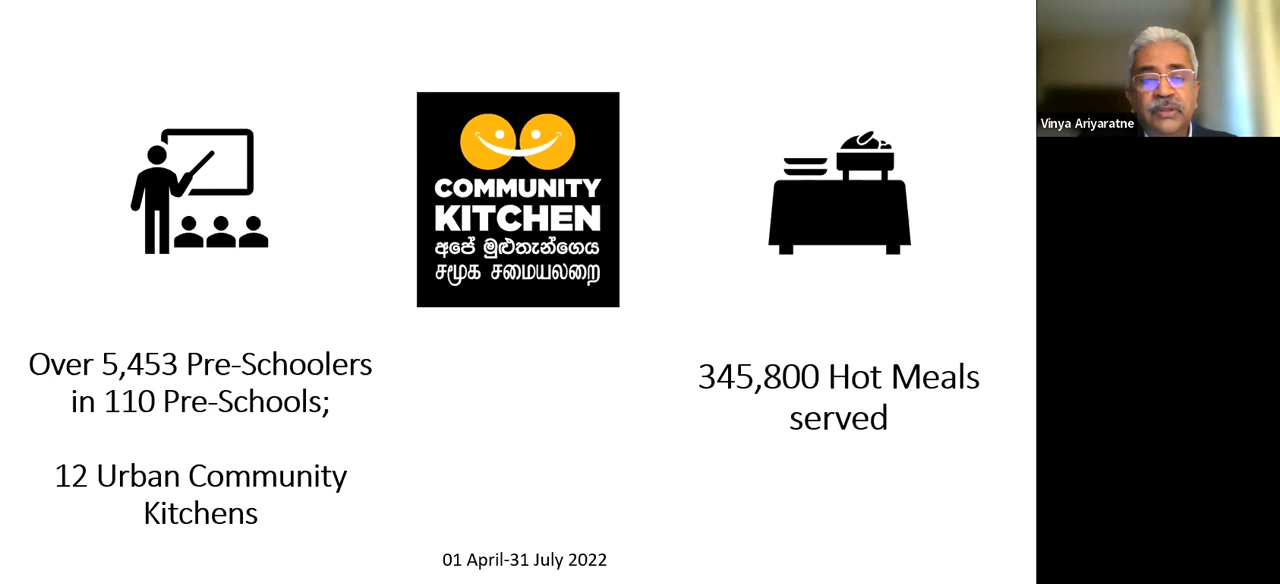 COMMUNITY
KITCHEN
අපේ මුළුතැන්ගෙය
சமூக சமையலறை
Over 5,453 Pre-Schoolers
in 110 Pre-Schools;
12 Urban Community
Kitchens
345,800 Hot Meals
served
01 April-31 July 2022
Vinya Ariyaratne